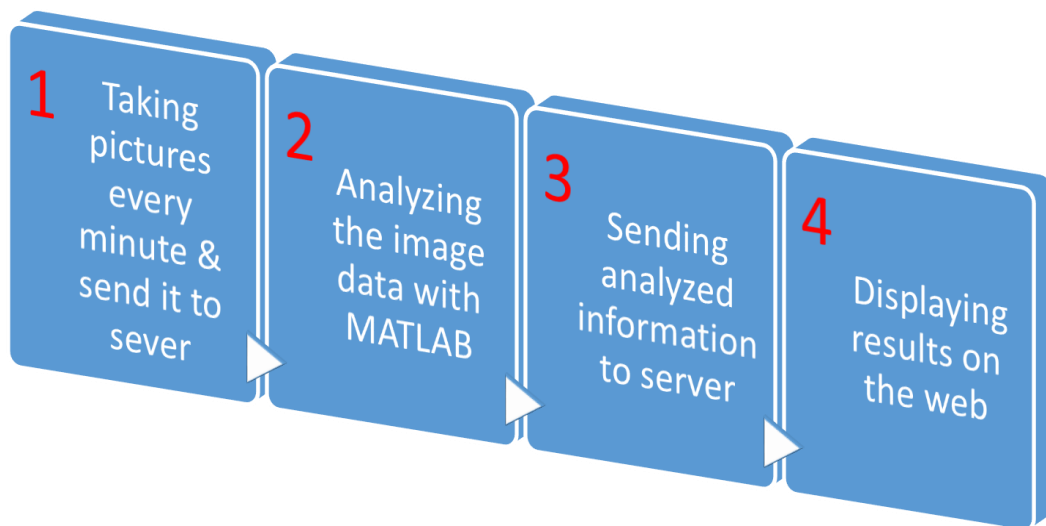 1
Taking
pictures
every
minute &
send it to
sever
2
Analyzing
the image
data with
MATLAB
3
Sending
analyzed
information
to server
4
Displaying
results on
the web